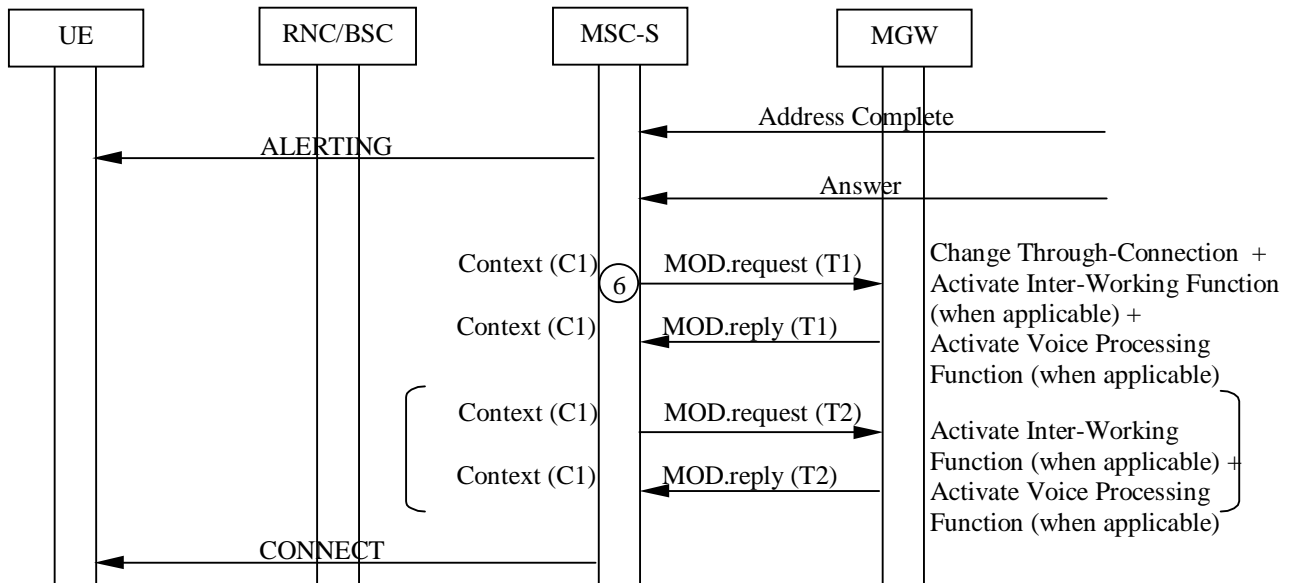 UE
RNC/BSC
MSC-S
MGW
Address Complete
ALERTING
Answer
Context (C1)
6
MOD.request (T1)
Change Through-Connection +
Activate Inter-Working Function
(when applicable) +
Activate Voice Processing
Function (when applicable)
Context (C1)
MOD.reply (T1)
Context (C1)
MOD.request (T2)
Activate Inter-Working
Function (when applicable) +
Activate Voice Processing
Function (when applicable)
Context (C1)
MOD.reply (T2)
CONNECT